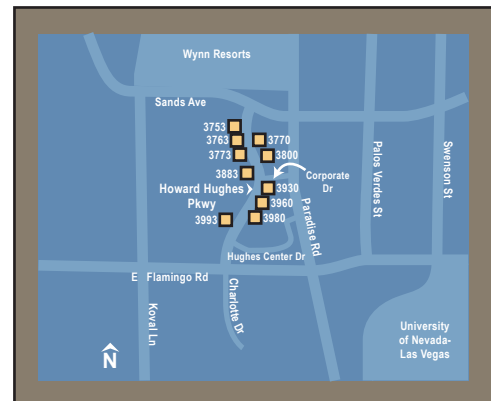 Wynn Resorts
Sands Ave
3753
3763
3770
3773
3800
3883
Corporate
Dr
Howard Hughes
Pkwy
3930
3960
3993
3980
Paradise Rd
Palos Verdes St
Swenson St
Hughes Center Dr
E Flamingo Rd
Koval Ln
Charlotte Dr
University
of Nevada-
Las Vegas
N